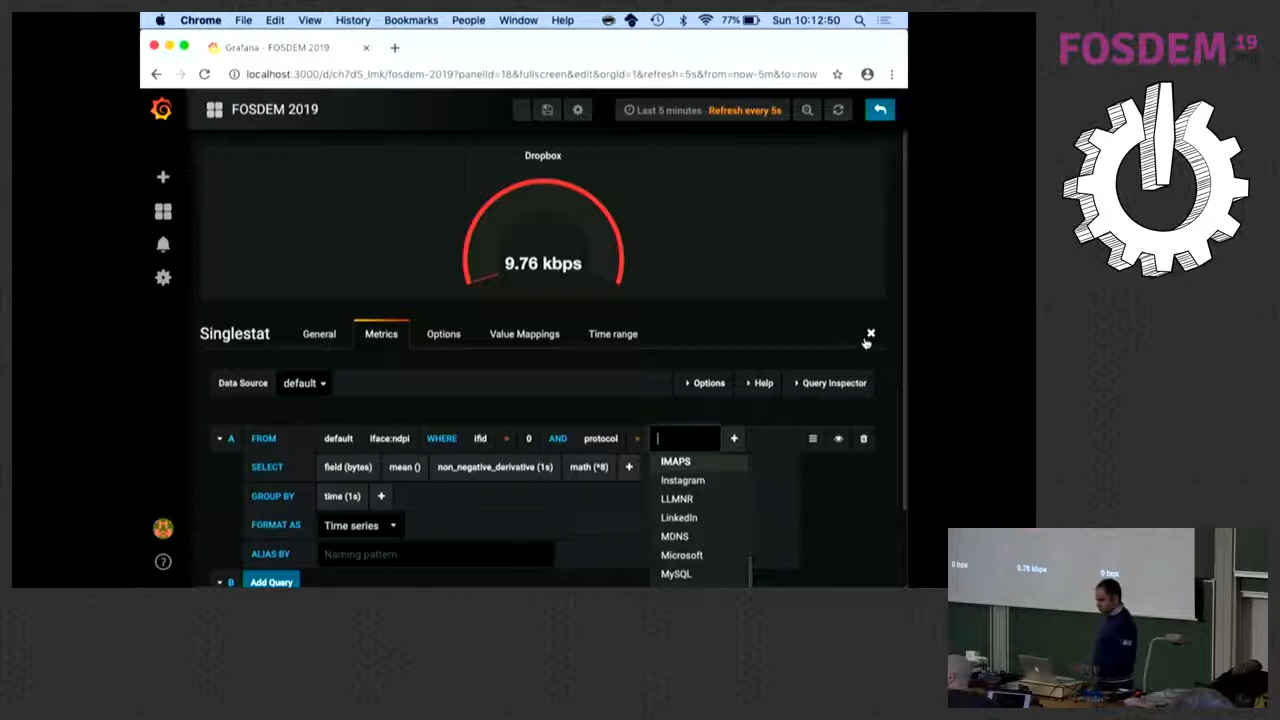 Chrome File Edit View History Bookmarks People Window Help 77% Sun 10:12:50
Grafana - FOSDEM 2019
localhost:3000/d/ch7dS_lmk/fosdem-2019?panelId=18&fullscreen&edit&orgId=1&refresh=5s&from=now-5m&to=now
FOSDEM 19
FOSDEM 2019
Last 5 minutes Refresh every 5s
Dropbox
9.76 kbps
Singlestat General Metrics Options Value Mappings Time range
Data Source default Options Help Query Inspector
A FROM default iface:ndpi WHERE ifid = 0 AND protocol =
SELECT field (bytes) mean () non_negative_derivative (1s) math (*8)
GROUP BY time (1s)
FORMAT AS Time series
ALIAS BY Naming pattern
B Add Query
IMAPS
Instagram
LLMNR
LinkedIn
MDNS
Microsoft
MySQL
0 bps 9.76 kbps 0 bps